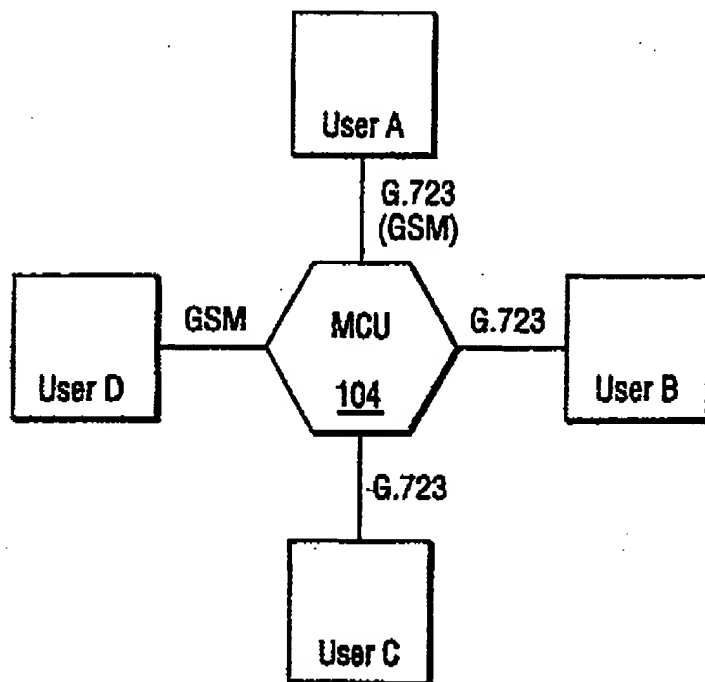 User A
G.723
(GSM)
GSM
MCU
G.723
User D
104
User B
G.723
User C